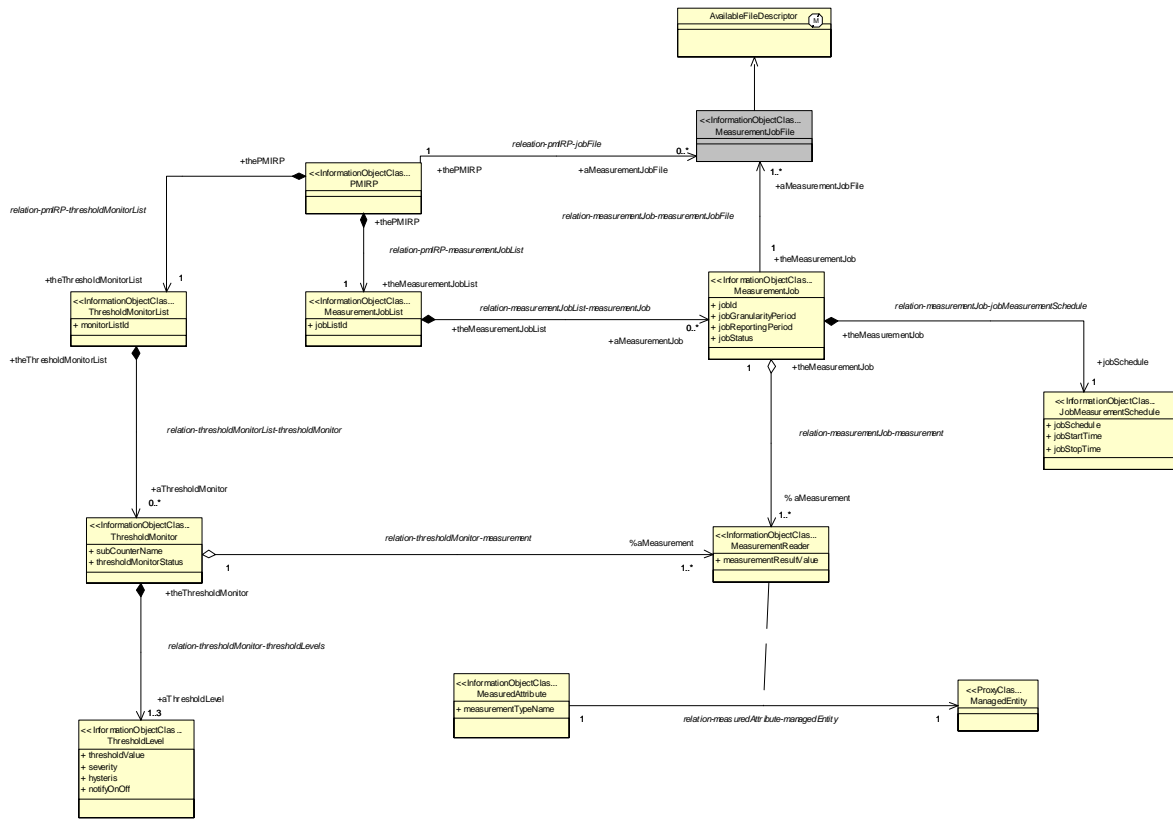 AvailableFileDescriptor
M
<<InformationObjectClas...
MeasurementJobFile
releation-pmIRP-jobFile
1
0..*
+thePMIRP
+aMeasurementJobFile
+thePMIRP
<<InformationObjectClas...
PMIRP
1..*
+aMeasurementJobFile
relation-pmIRP-thresholdMonitorList
relation-measurementJob-measurementJobFile
+thePMIRP
relation-pmIRP-measurementJobList
1
+theMeasurementJob
+theThresholdMonitorList
1
1
+theMeasurementJobList
<<InformationObjectClas...
ThresholdMonitorList
+ monitorListId
<<InformationObjectClas...
MeasurementJobList
+ jobListId
relation-measurementJobList-measurementJob
+theMeasurementJobList
0..*
+aMeasurementJob
<<InformationObjectClas...
MeasurementJob
+ jobId
+ jobGranularityPeriod
+ jobReportingPeriod
+ jobStatus
relation-measurementJob-jobMeasurementSchedule
+theMeasurementJob
+theThresholdMonitorList
1
+theMeasurementJob
+jobSchedule
1
<<InformationObjectClas...
JobMeasurementSchedule
+ jobSchedule
+ jobStartTime
+ jobStopTime
relation-thresholdMonitorList-thresholdMonitor
relation-measurementJob-measurement
+aThresholdMonitor
0..*
% aMeasurement
1..*
<<InformationObjectClas...
ThresholdMonitor
+ subCounterName
+ thresholdMonitorStatus
relation-thresholdMonitor-measurement
1
%aMeasurement
1..*
<<InformationObjectClas...
MeasurementReader
+ measurementResultValue
+theThresholdMonitor
relation-thresholdMonitor-thresholdLevels
+aThresholdLevel
1..3
<<InformationObjectClas...
ThresholdLevel
+ thresholdValue
+ severity
+ hysteris
+ notifyOnOff
<<InformationObjectClas...
MeasuredAttribute
+ measurementTypeName
1
relation-measuredAttribute-managedEntity
1
<<ProxyClas...
ManagedEntity